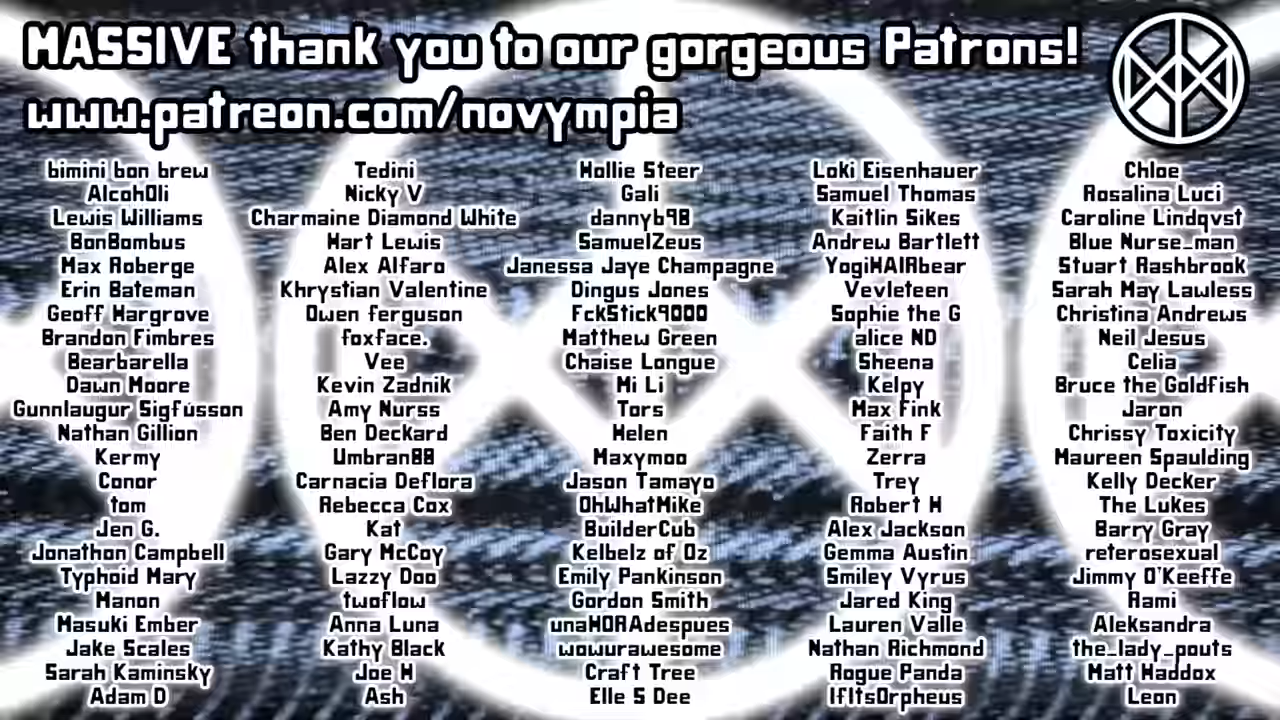 MASSIVE thank you to our gorgeous Patrons!
www.patreon.com/novympia
bimini bon brew
Alcoh0li
Lewis Williams
BonBombus
Max Roberge
Erin Bateman
Geoff Hargrove
Brandon Fimbres
Bearbarella
Dawn Moore
Gunnlaugur Sigfússon
Nathan Gillion
Kermy
Conor
tom
Jen G.
Jonathon Campbell
Typhoid Mary
Manon
Masuki Ember
Jake Scales
Sarah Kaminsky
Adam D
Tedini
Nicky V
Charmaine Diamond White
Hart Lewis
Alex Alfaro
Khrystian Valentine
Owen ferguson
foxface.
Vee
Kevin Zadnik
Amy Nurss
Ben Deckard
Umbran88
Carnacia Deflora
Rebecca Cox
Kat
Gary McCoy
Lazzy Doo
twoflow
Anna Luna
Kathy Black
Joe H
Ash
Hollie Steer
Gali
dannyb98
SamuelZeus
Janessa Jaye Champagne
Dingus Jones
FckStick9000
Matthew Green
Chaise Longue
Mi Li
Tors
Helen
Maxymoo
Jason Tamayo
OhWhatMike
BuilderCub
Kelbelz of Oz
Emily Pankinson
Gordon Smith
unaHORAdespues
wowurawesome
Craft Tree
Elle S Dee
Loki Eisenhauer
Samuel Thomas
Kaitlin Sikes
Andrew Bartlett
YogiHAIRbear
Vevleteen
Sophie the G
alice ND
Sheena
Kelpy
Max Fink
Faith F
Zerra
Trey
Robert H
Alex Jackson
Gemma Austin
Smiley Vyrus
Jared King
Lauren Valle
Nathan Richmond
Rogue Panda
IfItsOrpheus
Chloe
Rosalina Luci
Caroline Lindqvst
Blue Nurse_man
Stuart Rashbrook
Sarah May Lawless
Christina Andrews
Neil Jesus
Celia
Bruce the Goldfish
Jaron
Chrissy Toxicity
Maureen Spaulding
Kelly Decker
The Lukes
Barry Gray
reterosexual
Jimmy O'Keeffe
Rami
Aleksandra
the_lady_pouts
Matt Haddox
Leon